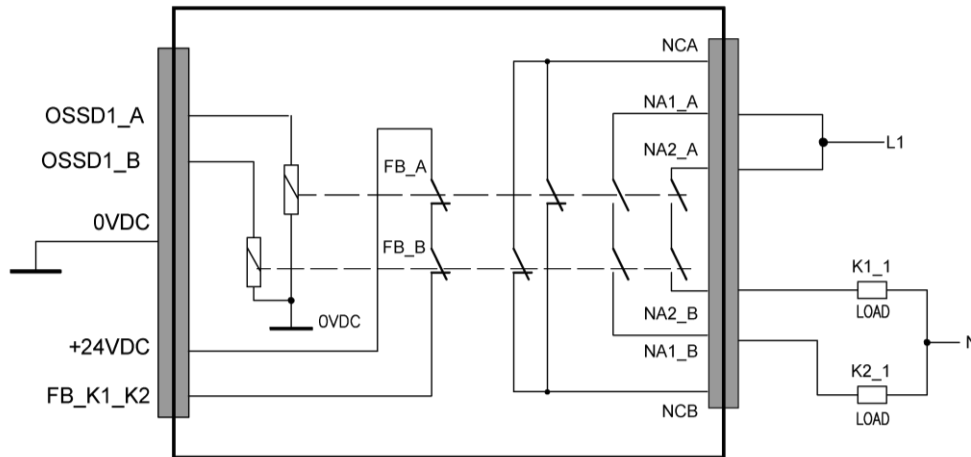 NCA
OSSD1_A
NA1_A
L1
OSSD1_B
FB_A
NA2_A
0VDC
FB_B
K1_1
LOAD
0VDC
NA2_B
N
+24VDC
NA1_B
K2_1
FB_K1_K2
NCB
LOAD